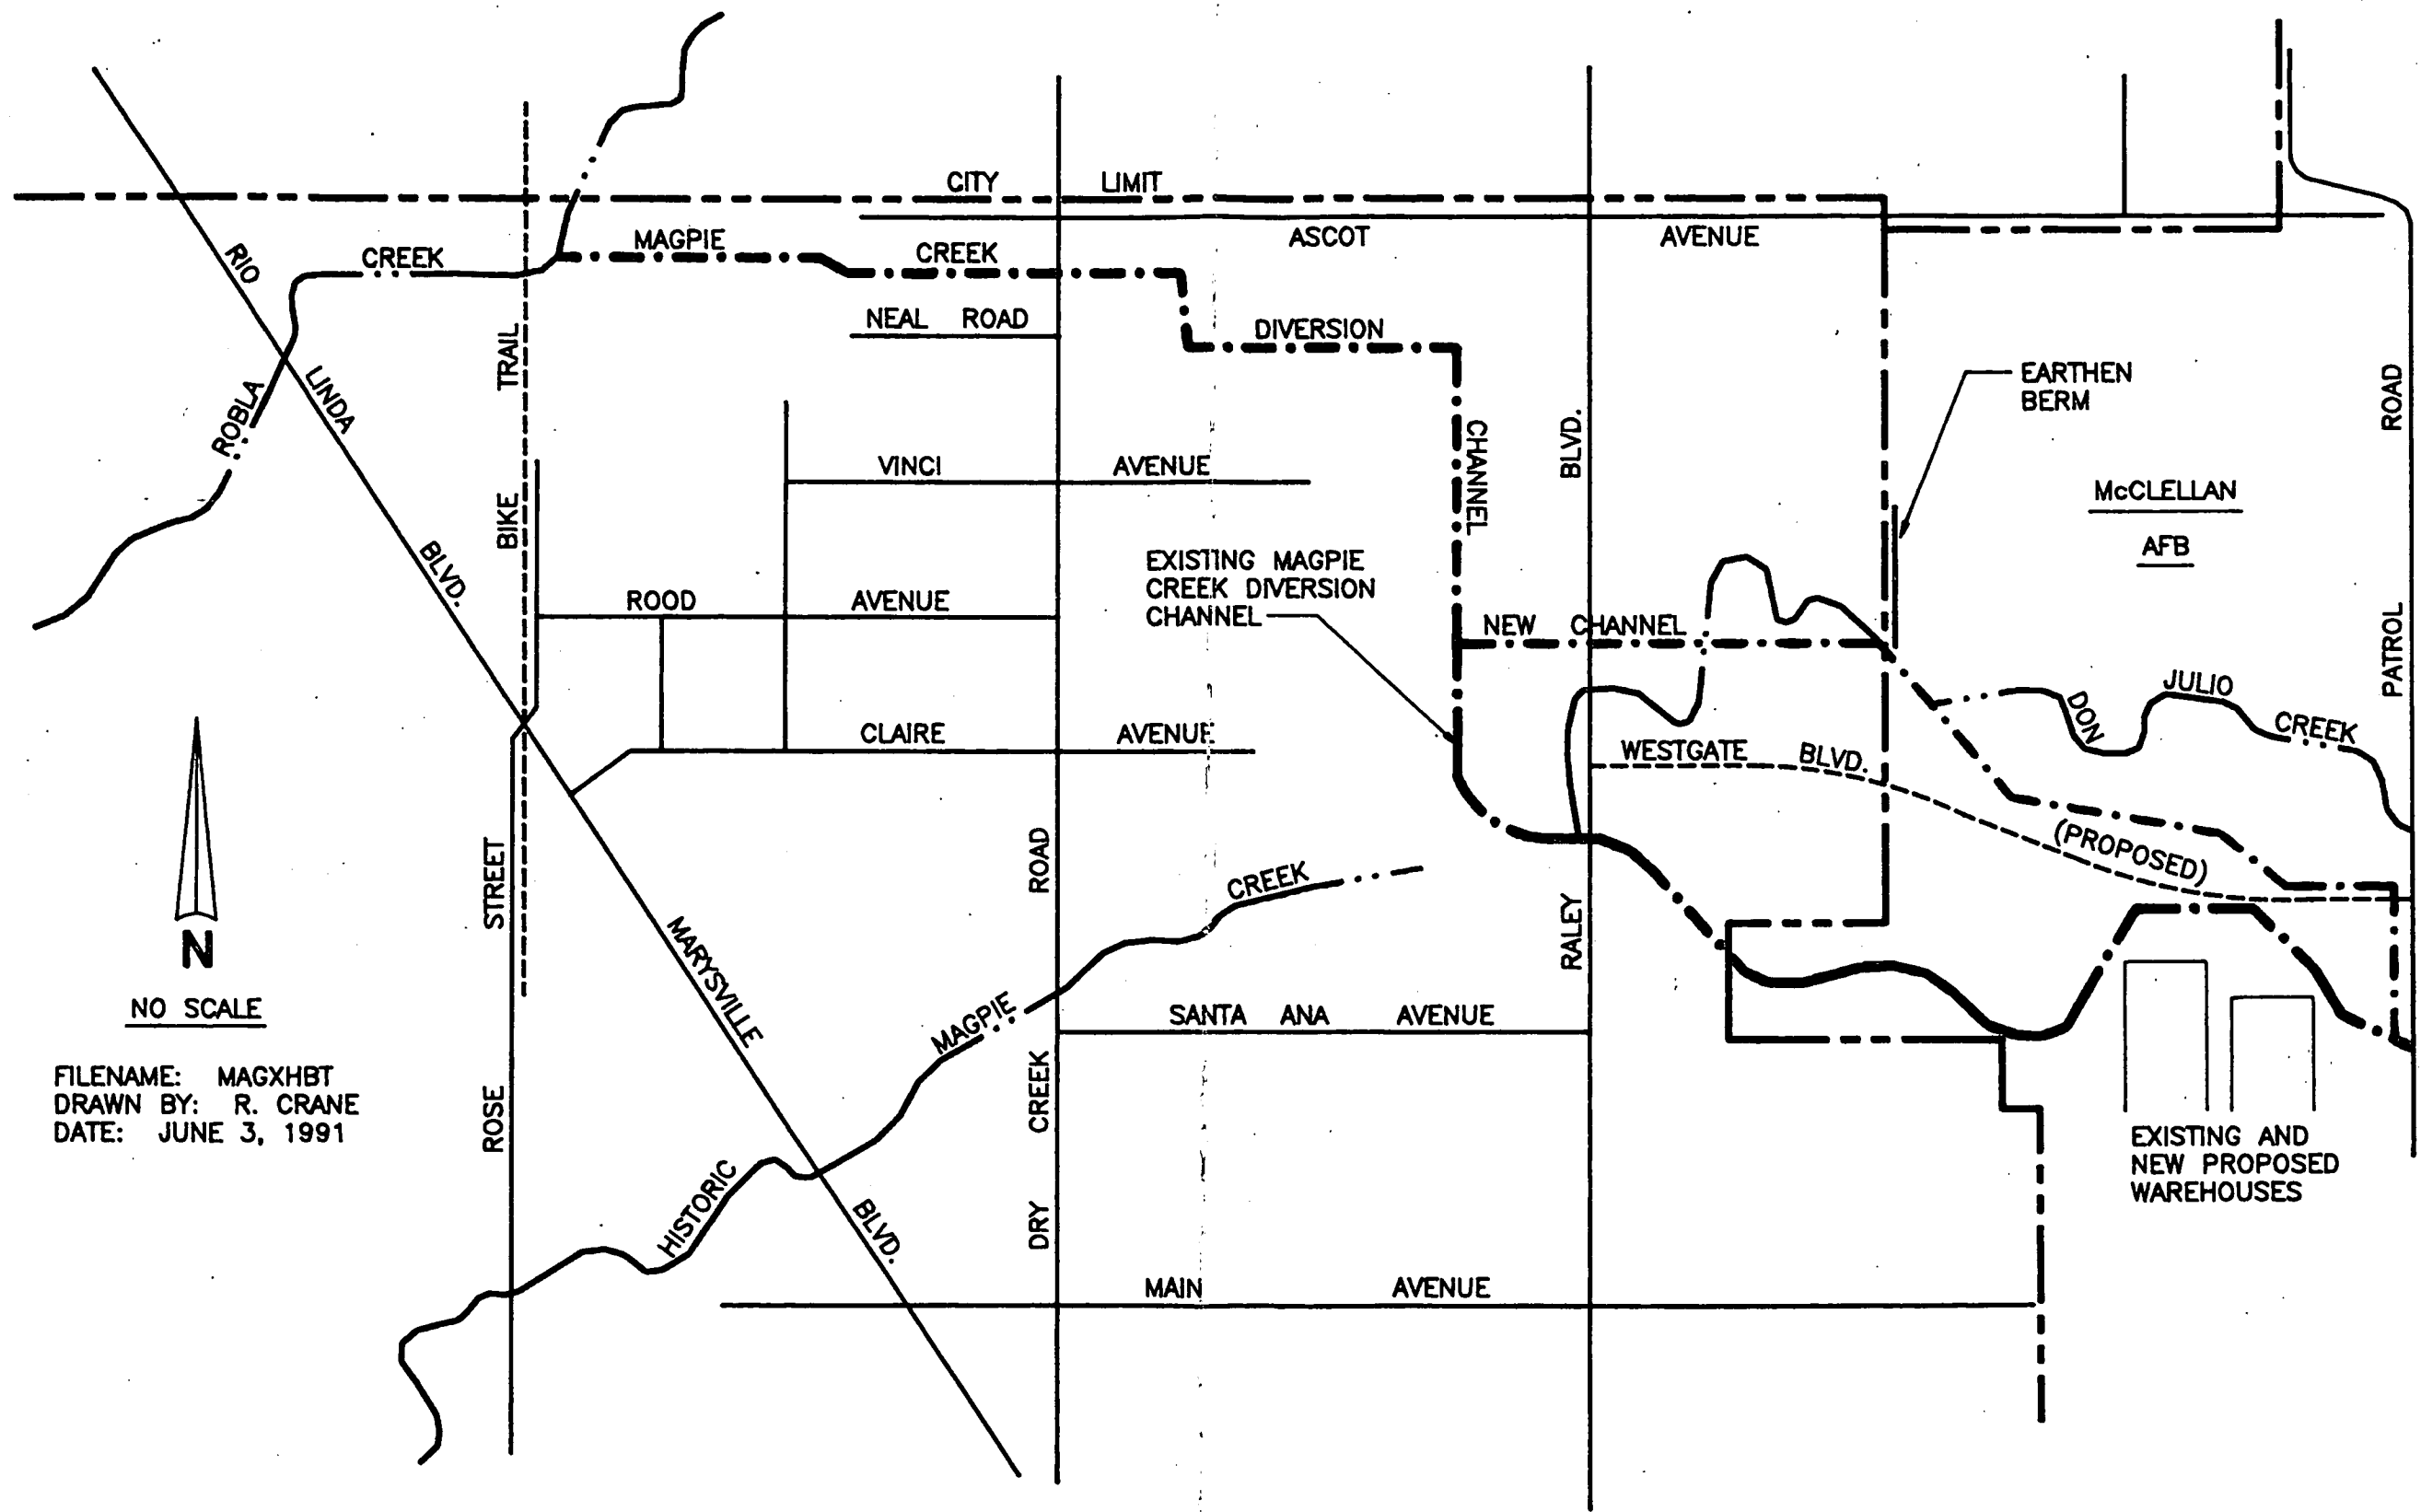 CITY LIMIT
ASCOT AVENUE
MAGPIE CREEK
DIVERSION
CHANNEL
CREEK
ROBLA
RIO
LINDA
BLVD.
MARYSVILLE
BLVD.
BIKE TRAIL
NEAL ROAD
VINCI AVENUE
ROOD AVENUE
CLAIRE AVENUE
EXISTING MAGPIE
CREEK DIVERSION
CHANNEL
NEW CHANNEL
RALEY BLVD.
EARTHEN
BERM
McCLELLAN
AFB
PATROL ROAD
DON
JULIO
CREEK
WESTGATE BLVD.
(PROPOSED)
ROSE STREET
DRY CREEK ROAD
HISTORIC
MAGPIE
CREEK
SANTA ANA AVENUE
MAIN AVENUE
EXISTING AND
NEW PROPOSED
WAREHOUSES
N
NO SCALE
FILENAME: MAGXHBT
DRAWN BY: R. CRANE
DATE: JUNE 3, 1991